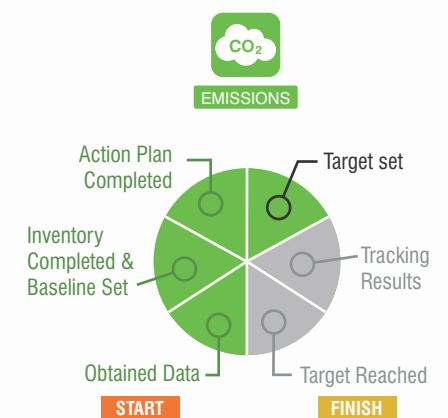 CO₂
EMISSIONS
Action Plan
Completed
Target set
Inventory
Completed &
Baseline Set
Tracking
Results
Obtained Data
Target Reached
START
FINISH